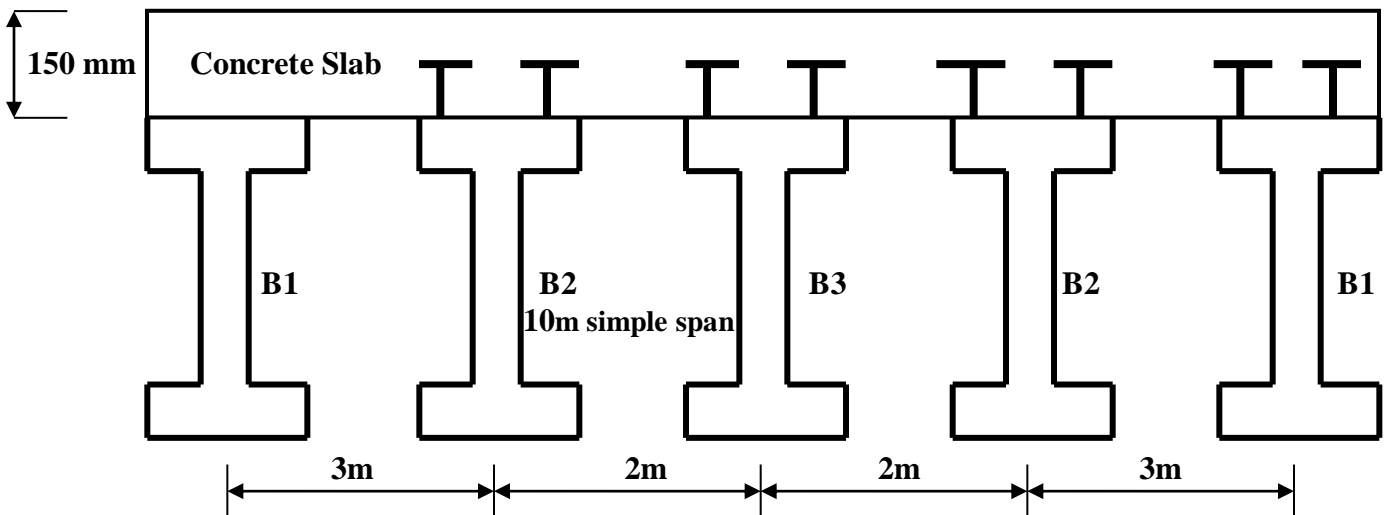 150 mm
Concrete Slab
B1
B2
10m simple span
B3
B2
B1
3m
2m
2m
3m